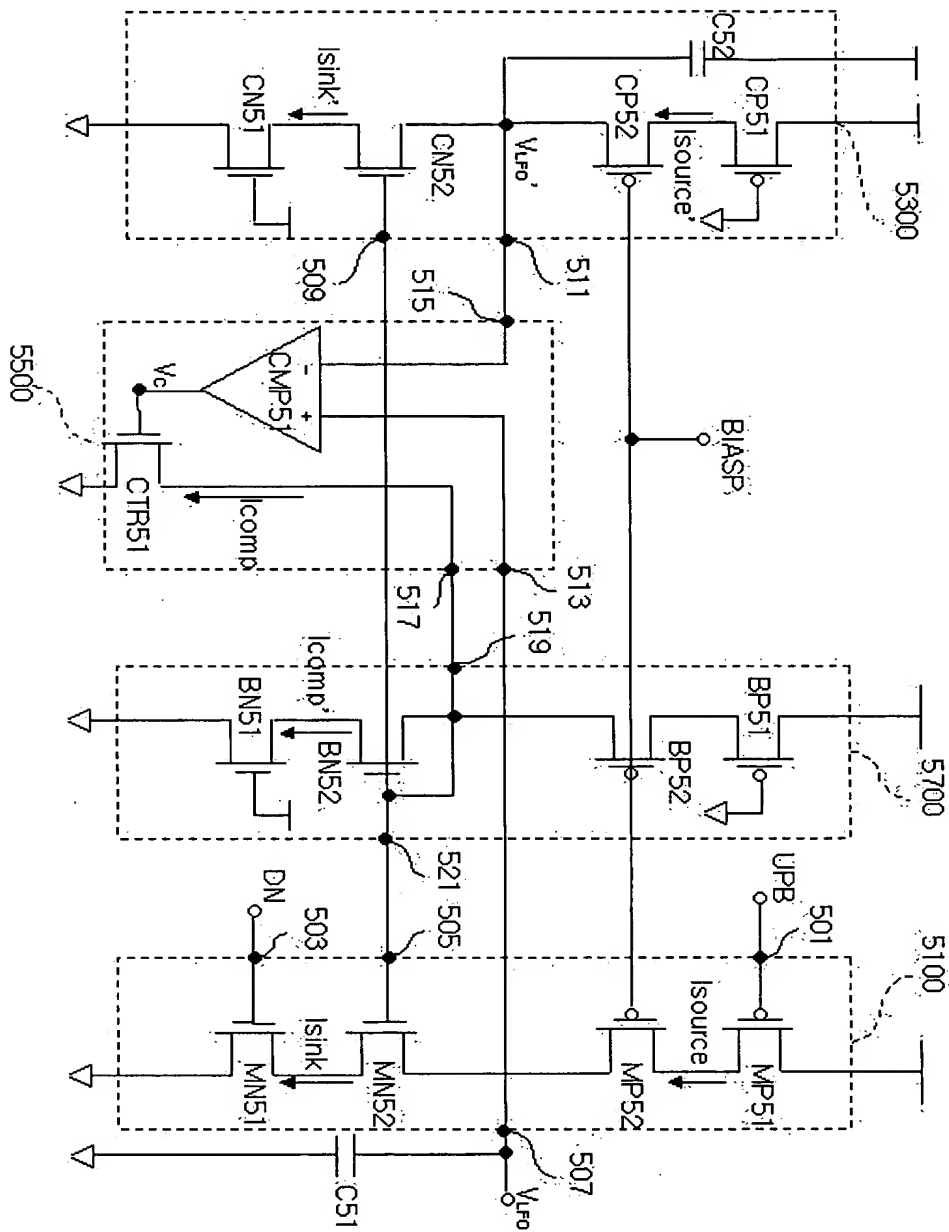 C52
CP51
CP52
Isource'
5300
VLFO'
CN52
Isink'
CN51
509
511
515
CMP51
-
+
Vc
5500
CTR51
Icomp
513
517
519
BIASP
BP51
BP52
5700
Icomp'
BN52
BN51
521
UPB
501
5100
DN
503
505
Isource
MP51
MP52
Isink
MN52
MN51
507
VLFO
C51